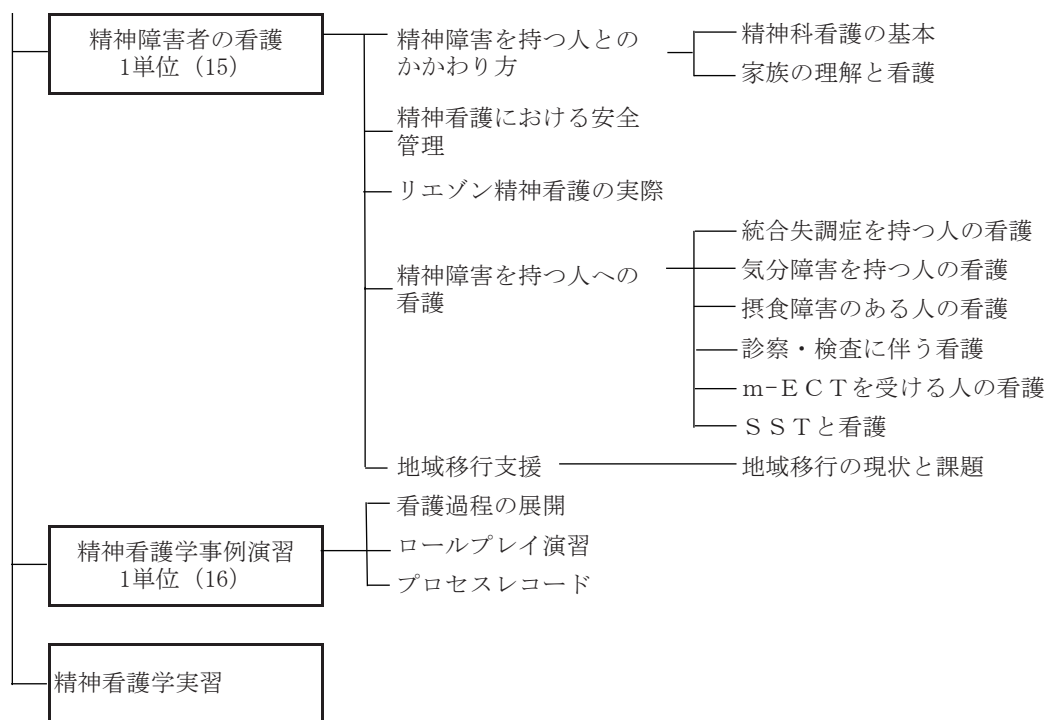 精神障害者の看護
1単位（15）
精神障害を持つ人との
かかわり方
精神科看護の基本
家族の理解と看護
精神看護における安全
管理
リエゾン精神看護の実際
精神障害を持つ人への
看護
統合失調症を持つ人の看護
気分障害を持つ人の看護
摂食障害のある人の看護
診察・検査に伴う看護
m-ＥＣＴを受ける人の看護
ＳＳＴと看護
地域移行支援
地域移行の現状と課題
精神看護学事例演習
1単位（16）
看護過程の展開
ロールプレイ演習
プロセスレコード
精神看護学実習